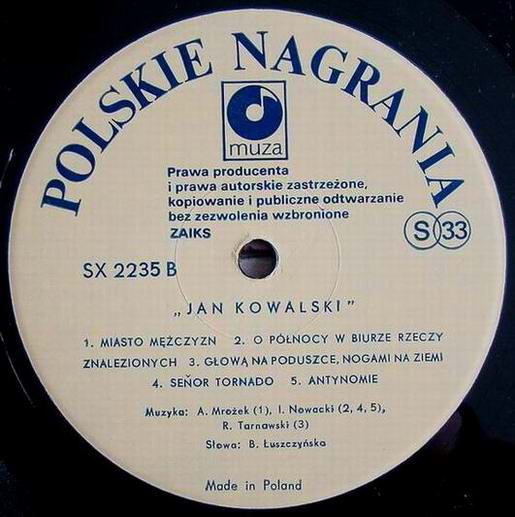 POLSKIE NAGRANIA
muza
Prawa producenta
i prawa autorskie zastrzeżone,
kopiowanie i publiczne odtwarzanie
bez zezwolenia wzbronione
ZAIKS
S 33
SX 2235 B
„JAN KOWALSKI"
1. MIASTO MĘŻCZYZN 2. O PÓŁNOCY W BIURZE RZECZY
ZNALEZIONYCH 3. GŁOWĄ NA PODUSZCE, NOGAMI NA ZIEMI
4. SEÑOR TORNADO 5. ANTYNOMIE
Muzyka: A. Mrożek (1), I. Nowacki (2, 4, 5),
R. Tarnawski (3)
Słowa: B. Łuszczyńska
Made in Poland